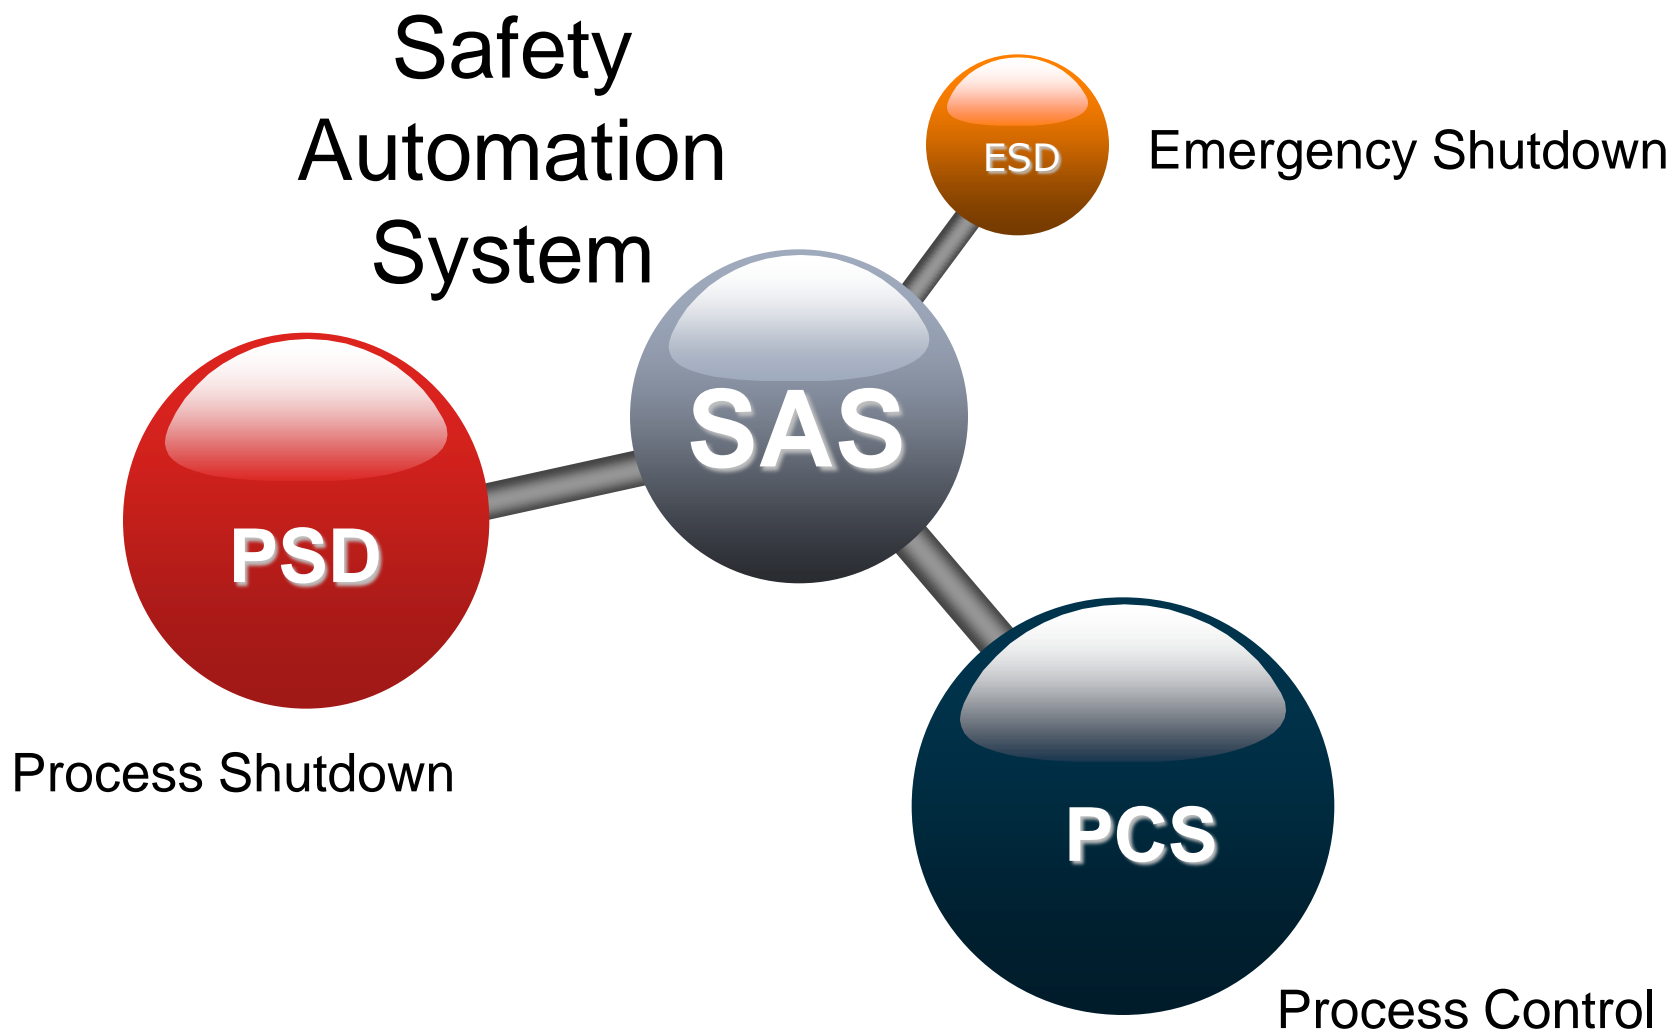 Safety
Automation
System
ESD
Emergency Shutdown
SAS
PSD
Process Shutdown
PCS
Process Control